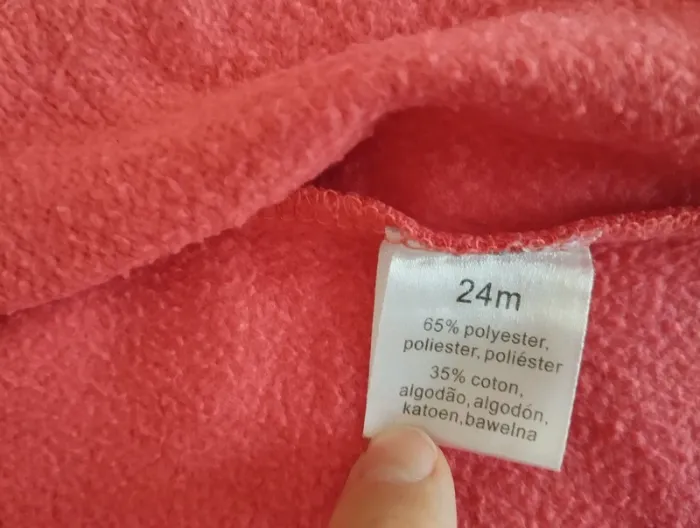 24m
65% polyester,
poliester, poliéster
35% coton,
algodão, algodón,
katoen,bawelna